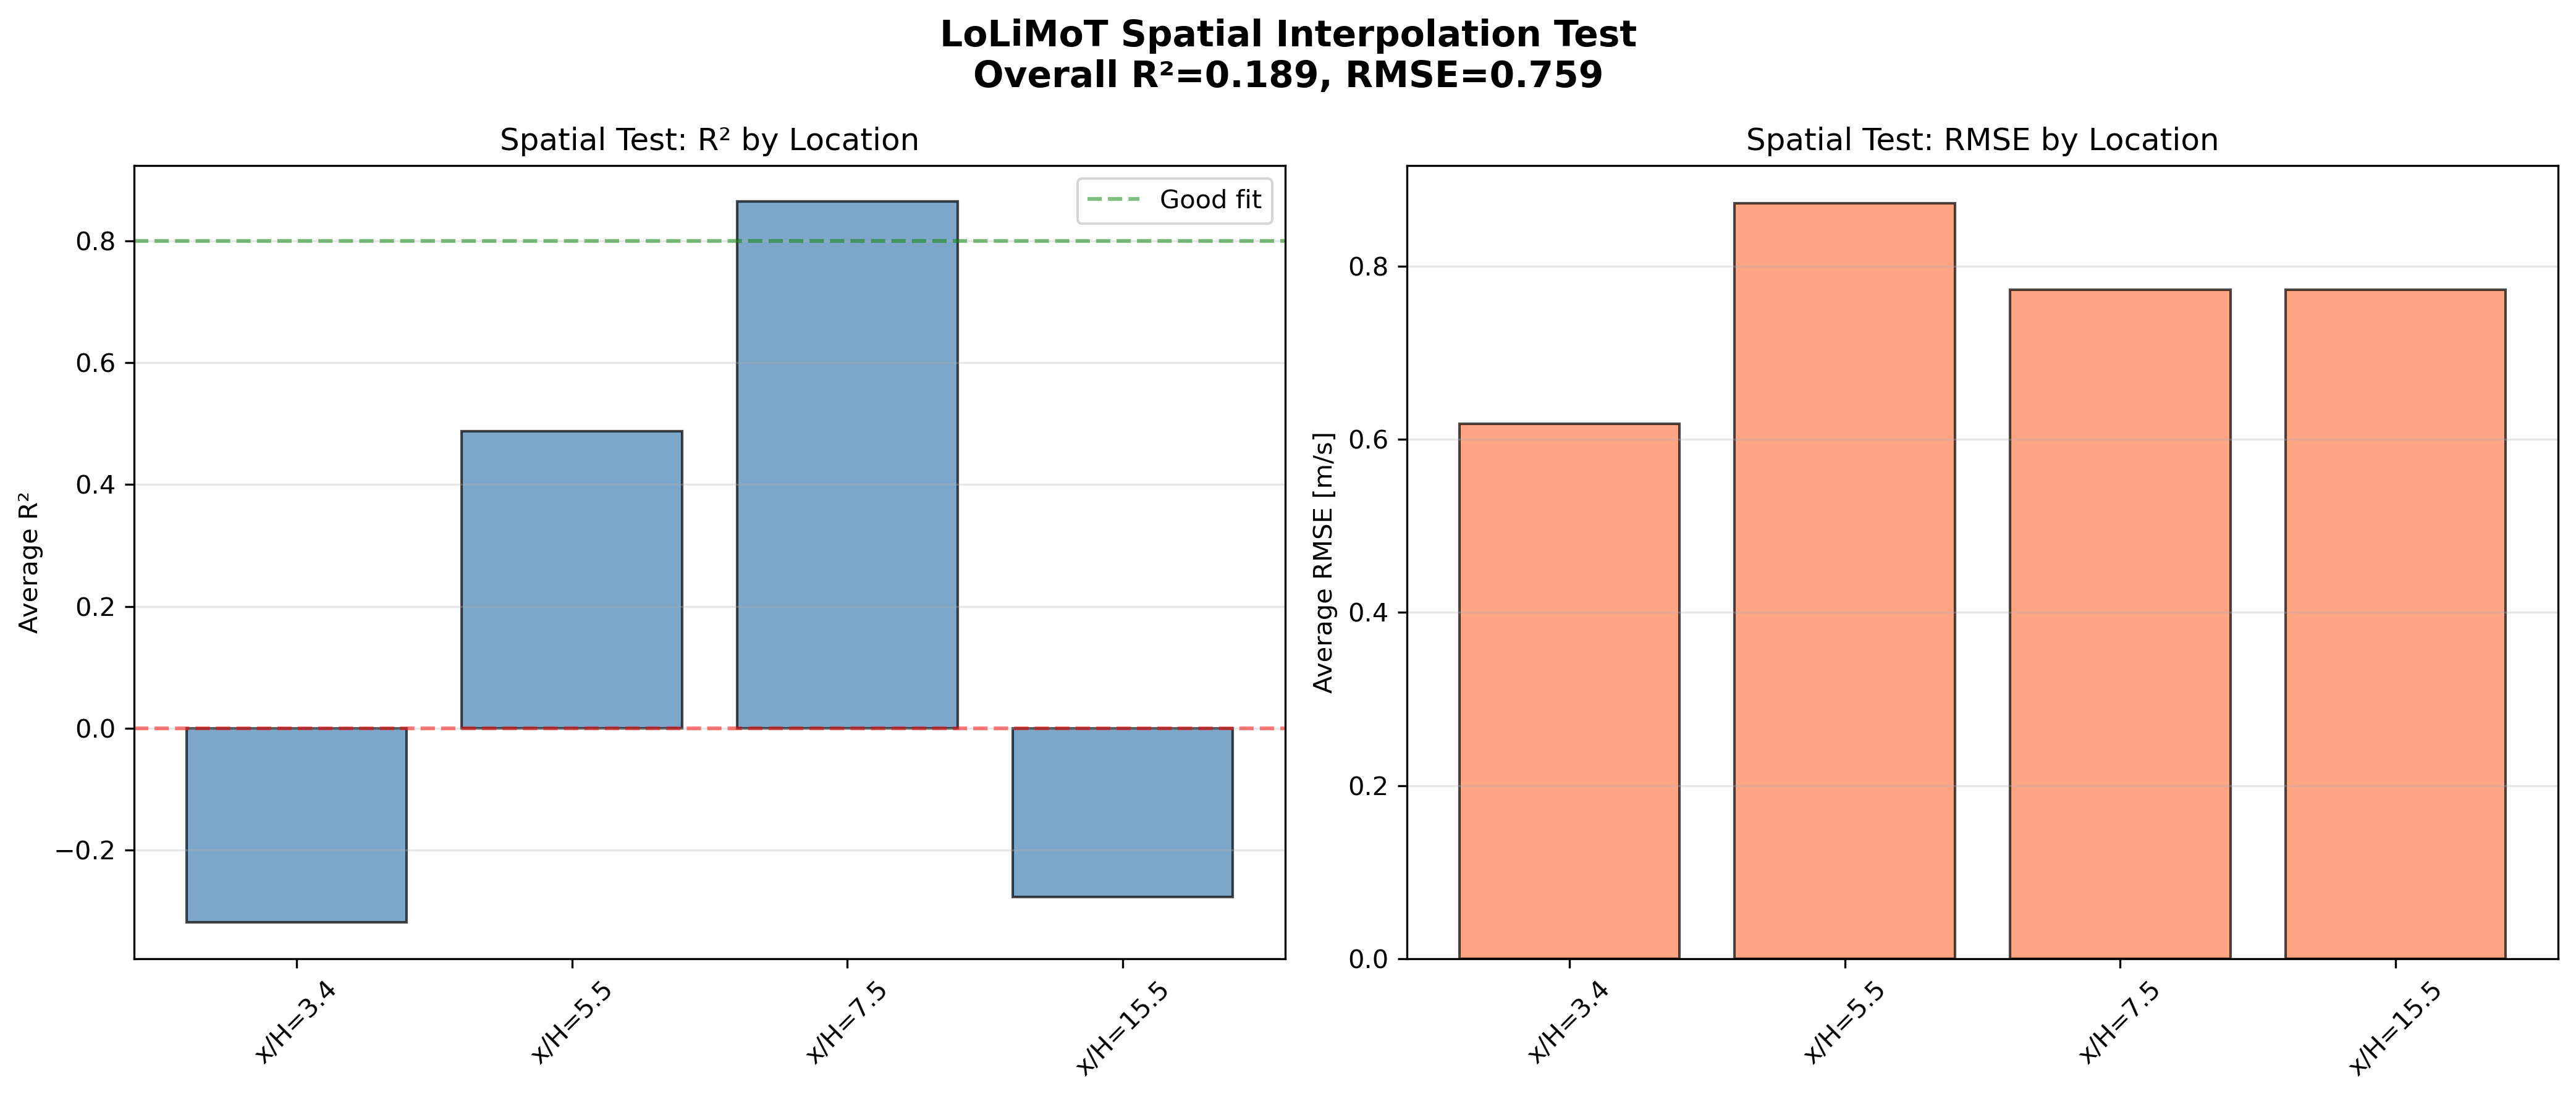 LoLiMoT Spatial Interpolation Test
Overall R²=0.189, RMSE=0.759
Spatial Test: R² by Location
Good fit
Average R²
0.8
0.6
0.4
0.2
0.0
−0.2
x/H=3.4
x/H=5.5
x/H=7.5
x/H=15.5
Spatial Test: RMSE by Location
Average RMSE [m/s]
0.8
0.6
0.4
0.2
0.0
x/H=3.4
x/H=5.5
x/H=7.5
x/H=15.5